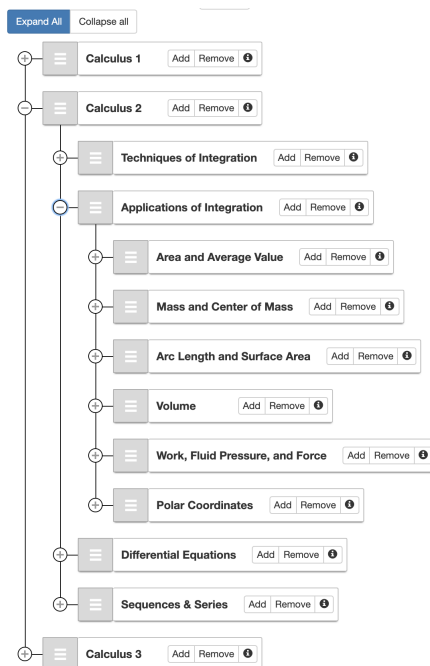 Expand All Collapse all
Calculus 1 Add Remove
Calculus 2 Add Remove
Techniques of Integration Add Remove
Applications of Integration Add Remove
Area and Average Value Add Remove
Mass and Center of Mass Add Remove
Arc Length and Surface Area Add Remove
Volume Add Remove
Work, Fluid Pressure, and Force Add Remove
Polar Coordinates Add Remove
Differential Equations Add Remove
Sequences & Series Add Remove
Calculus 3 Add Remove